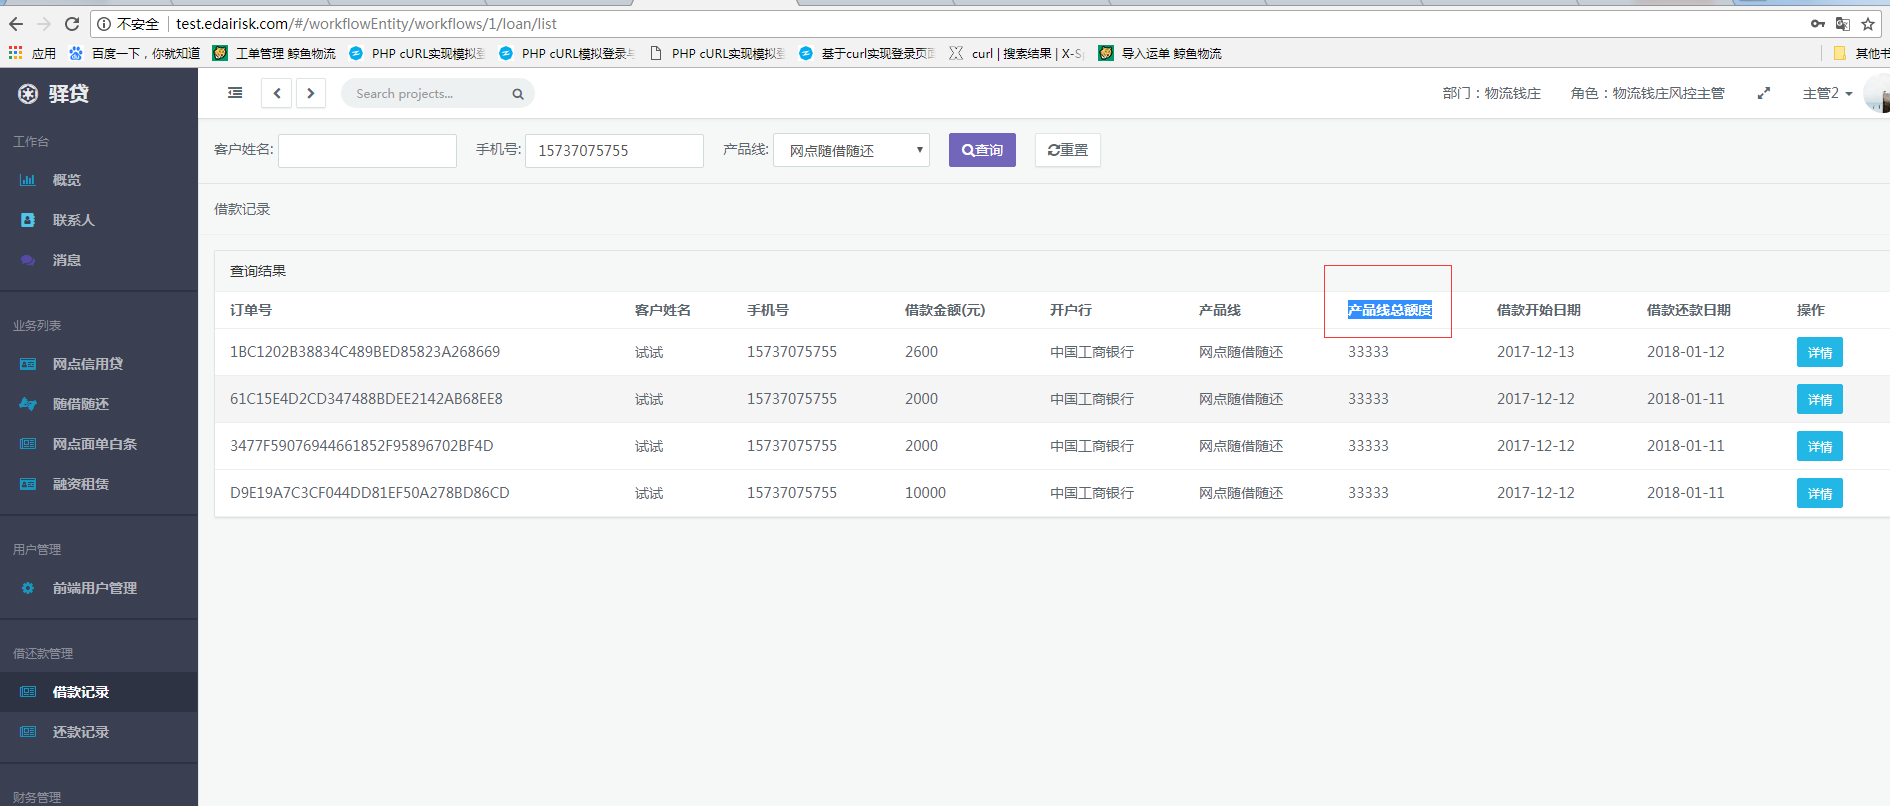 不安全 test.edairisk.com/#/workflowEntity/workflows/1/loan/list
应用 百度一下，你就知道 工单管理 鲸鱼物流 PHP cURL实现模拟登 PHP cURL模拟登录与 PHP cURL实现模拟登 基于curl实现登录页面 curl | 搜索结果 | X-Sp 导入运单 鲸鱼物流 其他书
驿贷
Search projects...
部门：物流钱庄 角色：物流钱庄风控主管 主管2
工作台
概览
联系人
消息
业务列表
网点信用贷
随借随还
网点面单白条
融资租赁
用户管理
前端用户管理
借还款管理
借款记录
还款记录
财务管理
客户姓名: 手机号: 15737075755 产品线: 网点随借随还 查询 重置
借款记录
查询结果
订单号 客户姓名 手机号 借款金额(元) 开户行 产品线 产品线总额度 借款开始日期 借款还款日期 操作
1BC1202B38834C489BED85823A268669 试试 15737075755 2600 中国工商银行 网点随借随还 33333 2017-12-13 2018-01-12 详情
61C15E4D2CD347488BDEE2142AB68EE8 试试 15737075755 2000 中国工商银行 网点随借随还 33333 2017-12-12 2018-01-11 详情
3477F59076944661852F95896702BF4D 试试 15737075755 2000 中国工商银行 网点随借随还 33333 2017-12-12 2018-01-11 详情
D9E19A7C3CF044DD81EF50A278BD86CD 试试 15737075755 10000 中国工商银行 网点随借随还 33333 2017-12-12 2018-01-11 详情